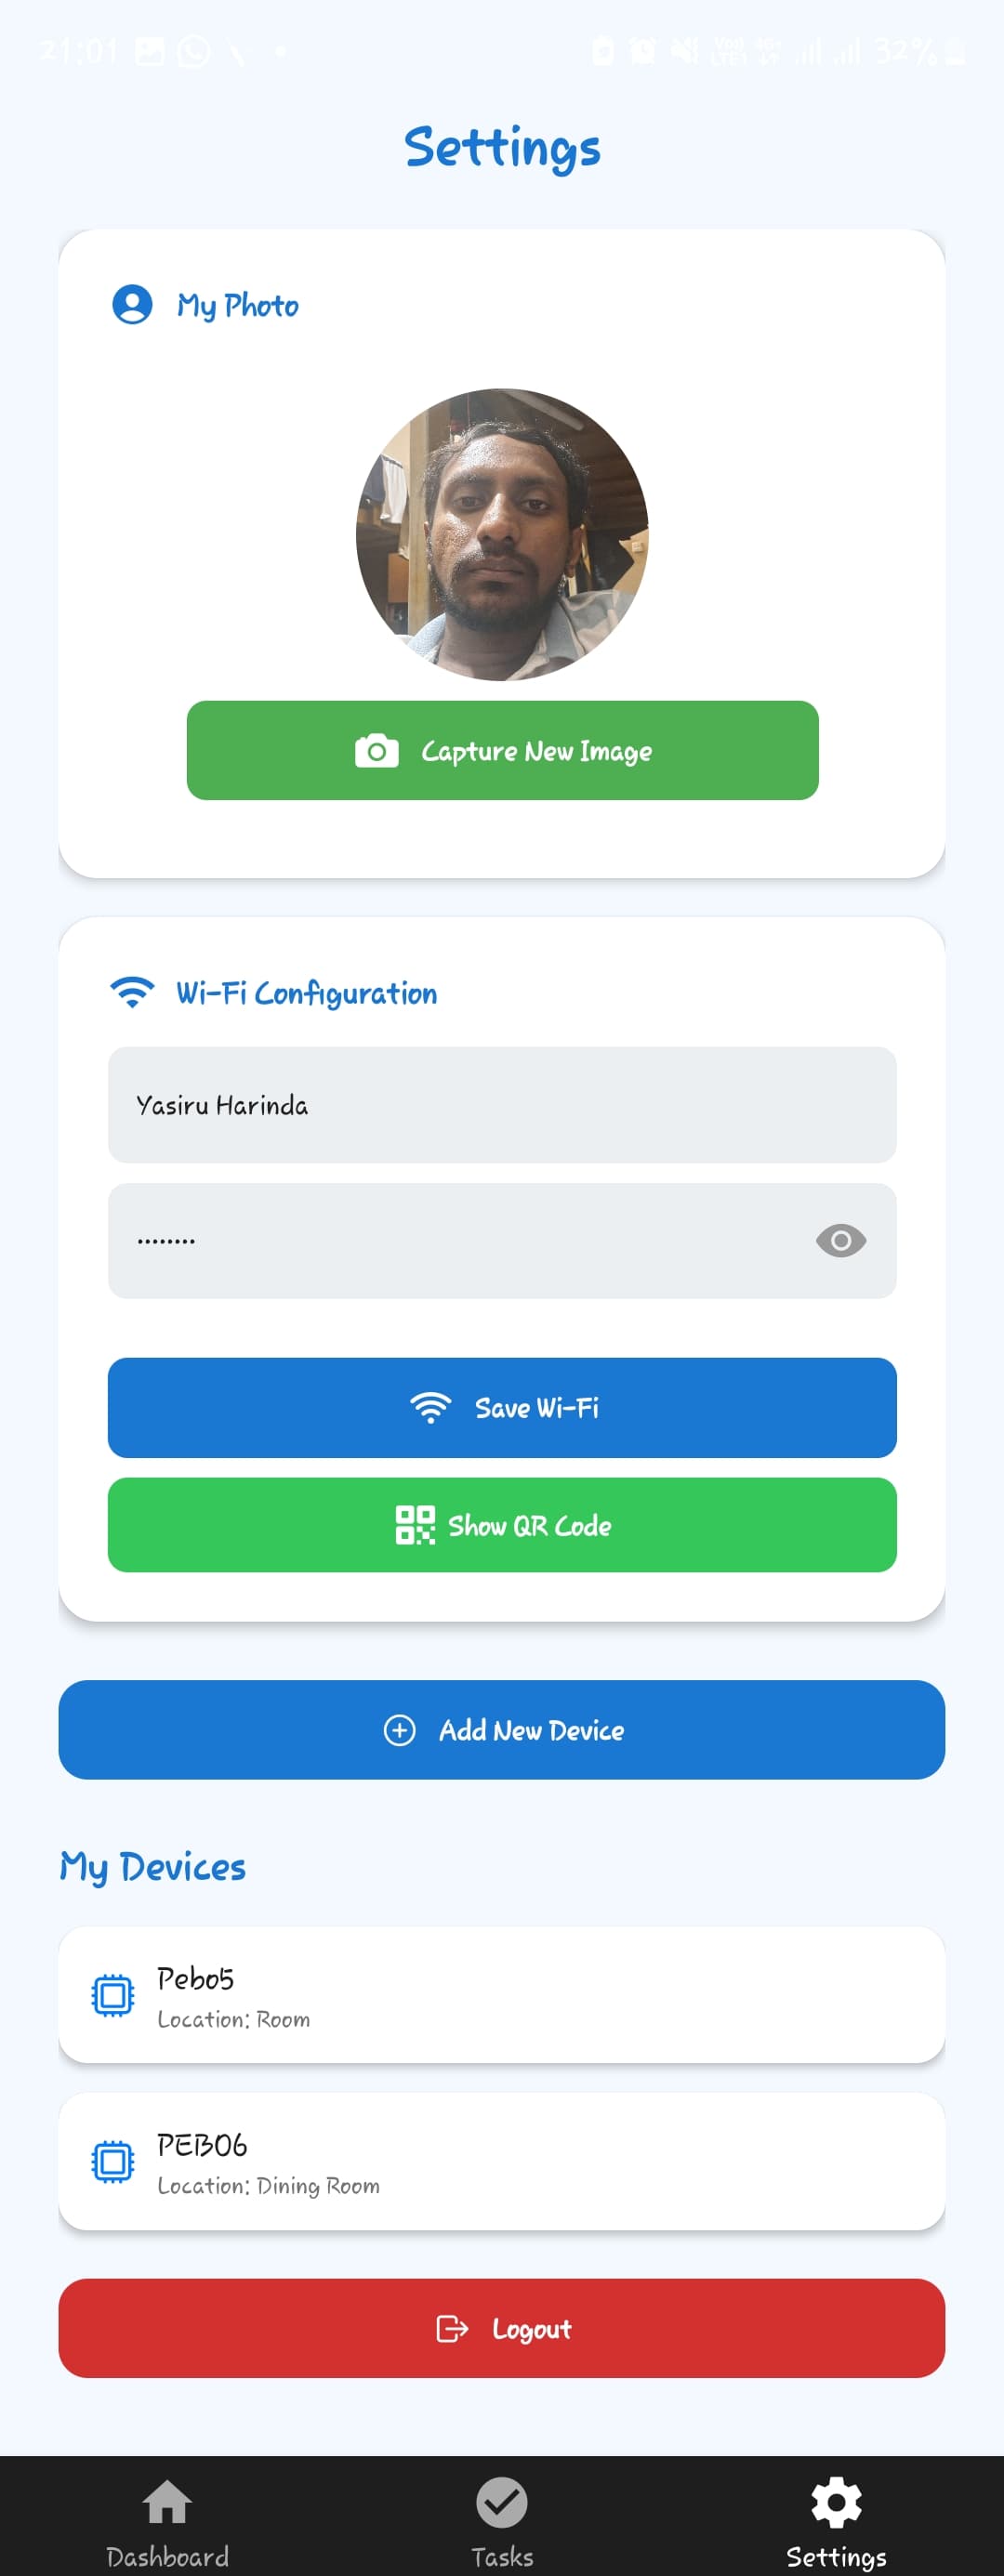 21:01 32%
Settings
My Photo
Capture New Image
Wi-Fi Configuration
Yasiru Harinda
••••••••
Save Wi-Fi
Show QR Code
Add New Device
My Devices
Pebo5
Location: Room
PEBO6
Location: Dining Room
Logout
Dashboard
Tasks
Settings